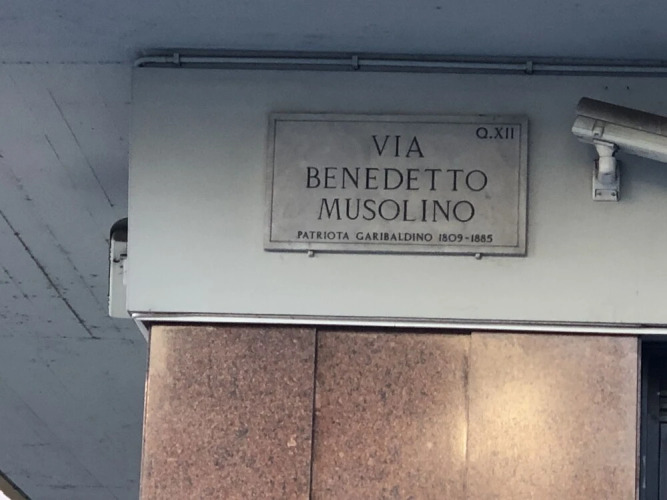 Q.XII
VIA
BENEDETTO
MUSOLINO
PATRIOTA GARIBALDINO 1809-1885